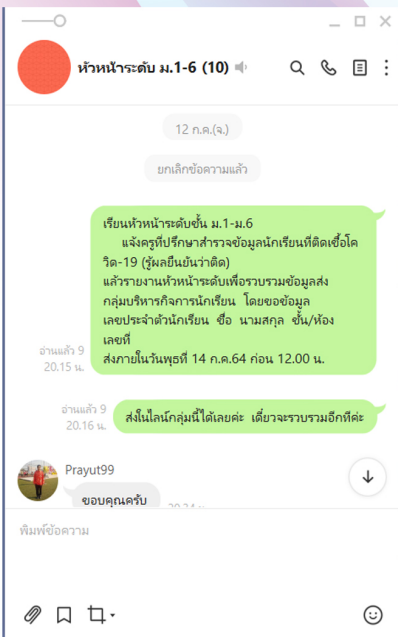 หัวหน้าระดับ ม.1-6 (10)
12 ก.ค.(จ.)
ยกเลิกข้อความแล้ว
เรียนหัวหน้าระดับชั้น ม.1-ม.6
แจ้งครูที่ปรึกษาสำรวจข้อมูลนักเรียนที่ติดเชื้อโค
วิด-19 (รู้ผลยืนยันว่าติด)
แล้วรายงานหัวหน้าระดับเพื่อรวบรวมข้อมูลส่ง
กลุ่มบริหารกิจการนักเรียน โดยขอข้อมูล
เลขประจำตัวนักเรียน ชื่อ นามสกุล ชั้น/ห้อง
เลขที่
ส่งภายในวันพุธที่ 14 ก.ค.64 ก่อน 12.00 น.
อ่านแล้ว 9
20.15 น.
ส่งในไลน์กลุ่มนี้ได้เลยค่ะ เดี๋ยวจะรวบรวมอีกทีค่ะ
อ่านแล้ว 9
20.16 น.
Prayut99
ขอบคุณครับ
พิมพ์ข้อความ